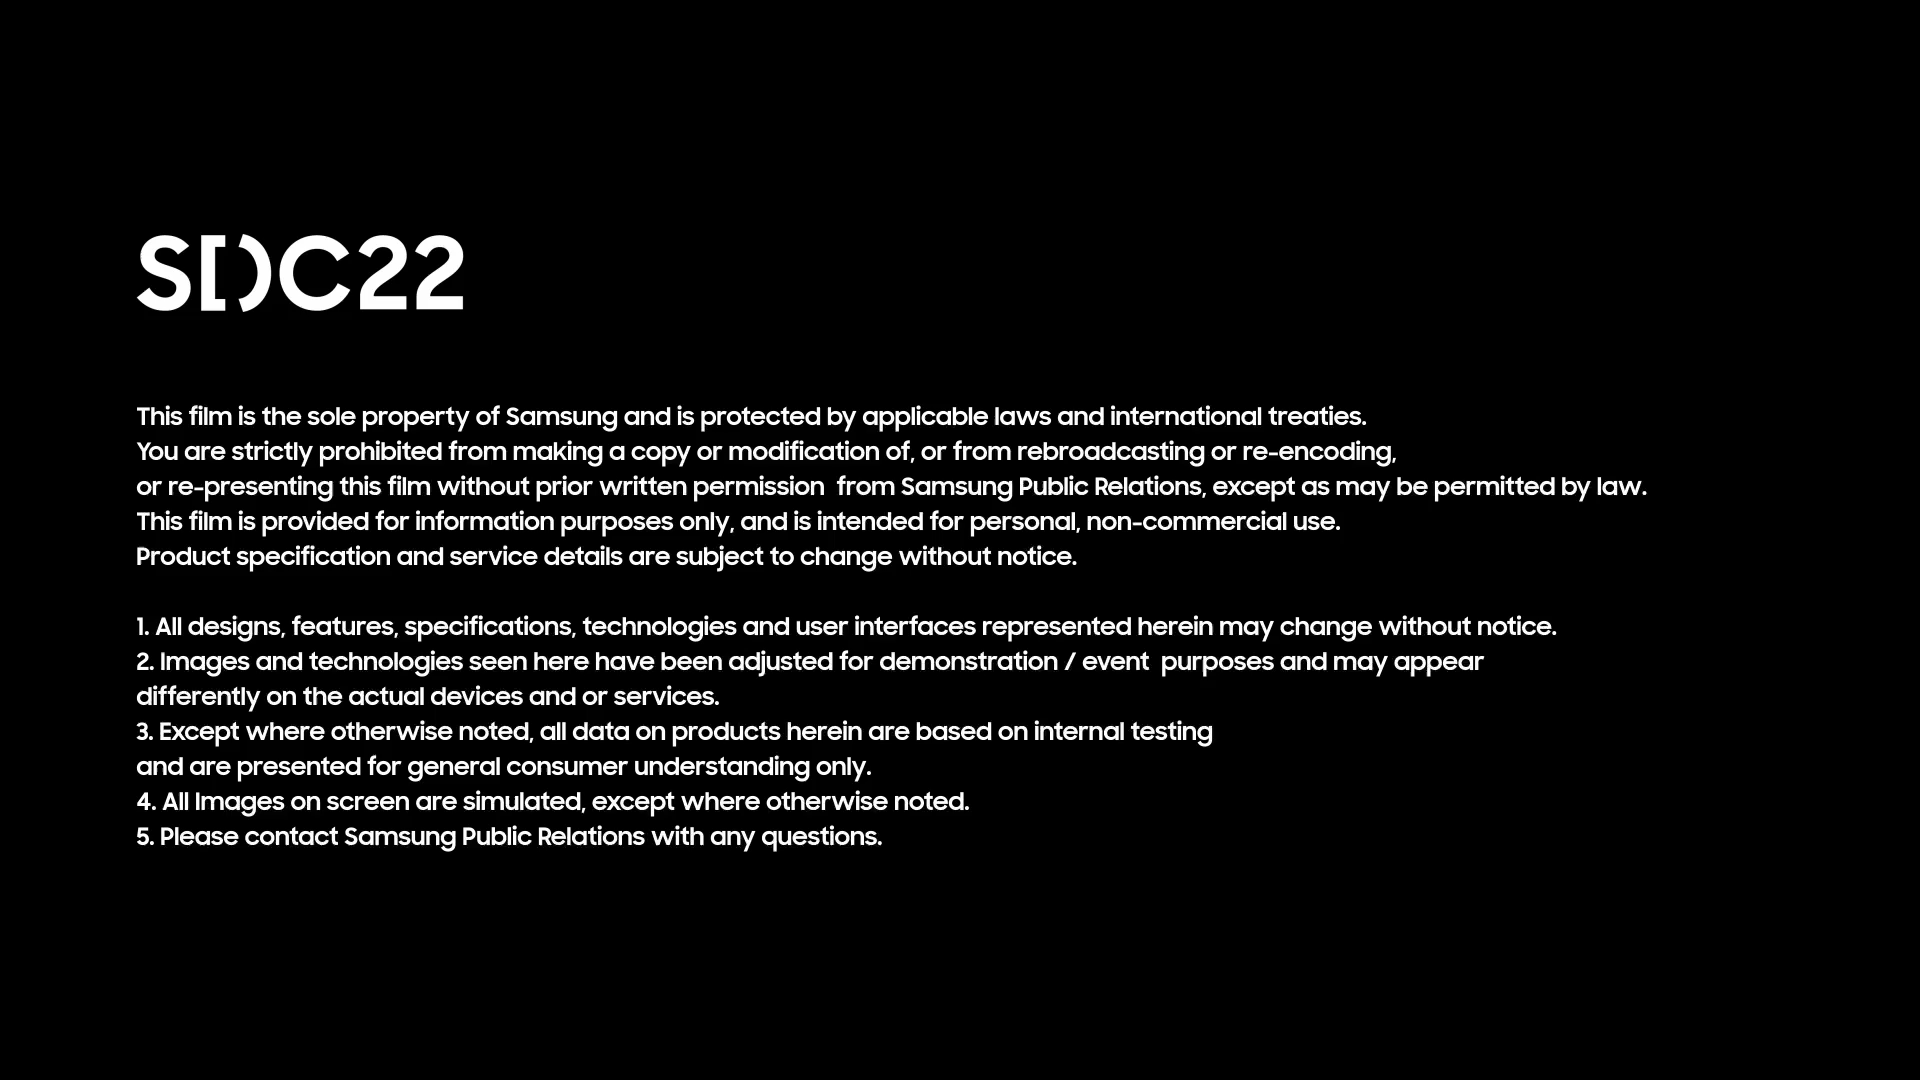 SDC22
This film is the sole property of Samsung and is protected by applicable laws and international treaties.
You are strictly prohibited from making a copy or modification of, or from rebroadcasting or re-encoding,
or re-presenting this film without prior written permission  from Samsung Public Relations, except as may be permitted by law.
This film is provided for information purposes only, and is intended for personal, non-commercial use.
Product specification and service details are subject to change without notice.
1. All designs, features, specifications, technologies and user interfaces represented herein may change without notice.
2. Images and technologies seen here have been adjusted for demonstration / event  purposes and may appear
differently on the actual devices and or services.
3. Except where otherwise noted, all data on products herein are based on internal testing
and are presented for general consumer understanding only.
4. All Images on screen are simulated, except where otherwise noted.
5. Please contact Samsung Public Relations with any questions.